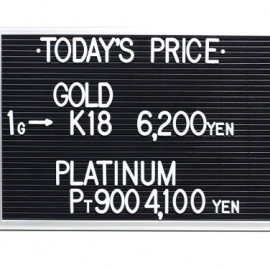 ·TODAY'S PRICE·
GOLD
1G→ K18 6,200YEN
PLATINUM
PT900 4,100 YEN